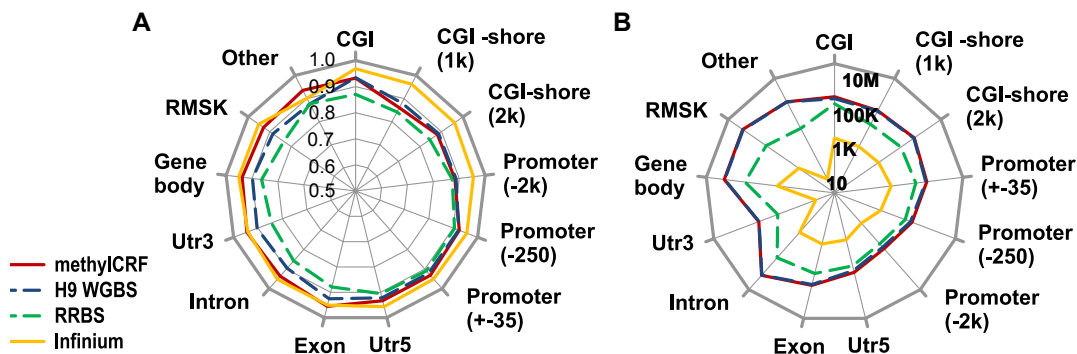 A
CGI
CGI -shore
(1k)
CGI-shore
(2k)
Promoter
(-2k)
Promoter
(-250)
Promoter
(+-35)
Utr5
Exon
Intron
Utr3
Gene
body
RMSK
Other
1.0
0.9
0.8
0.7
0.6
0.5
methylCRF
H9 WGBS
RRBS
Infinium
B
CGI
CGI -shore
(1k)
CGI-shore
(2k)
Promoter
(+-35)
Promoter
(-250)
Promoter
(-2k)
Utr5
Exon
Intron
Utr3
Gene
body
RMSK
Other
10M
100K
1K
10